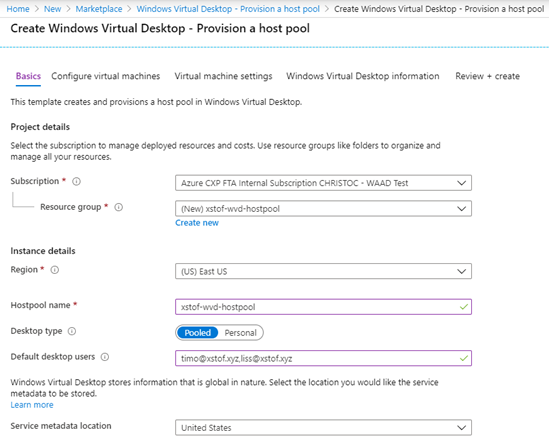 Home > New > Marketplace > Windows Virtual Desktop - Provision a host pool > Create Windows Virtual Desktop - Provision a host pool
Create Windows Virtual Desktop - Provision a host pool
Basics Configure virtual machines Virtual machine settings Windows Virtual Desktop information Review + create
This template creates and provisions a host pool in Windows Virtual Desktop.
Project details
Select the subscription to manage deployed resources and costs. Use resource groups like folders to organize and
manage all your resources.
Subscription * Azure CXP FTA Internal Subscription CHRISTOC - WAAD Test
Resource group * (New) xstof-wvd-hostpool
Create new
Instance details
Region * (US) East US
Hostpool name * xstof-wvd-hostpool
Desktop type Pooled Personal
Default desktop users timo@xstof.xyz,liss@xstof.xyz
Windows Virtual Desktop stores information that is global in nature. Select the location you would like the service
metadata to be stored.
Learn more
Service metadata location United States